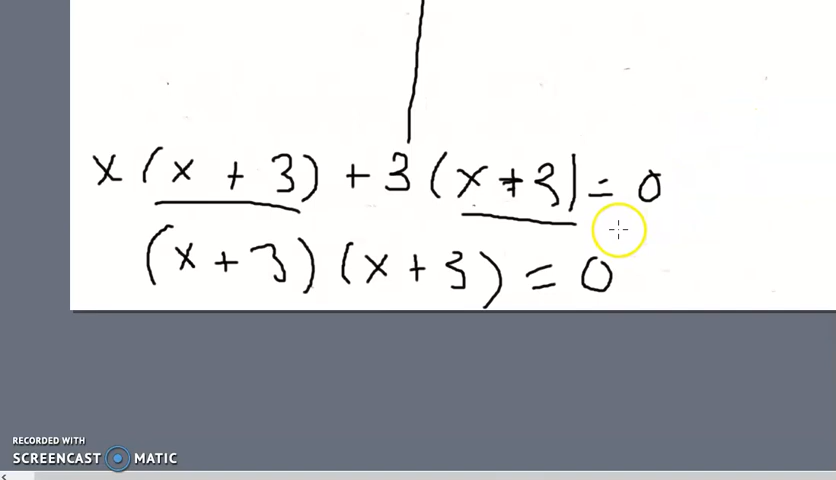 x (x + 3) + 3 (x + 3) = 0
(x + 3) (x + 3) = 0
RECORDED WITH
SCREENCAST MATIC